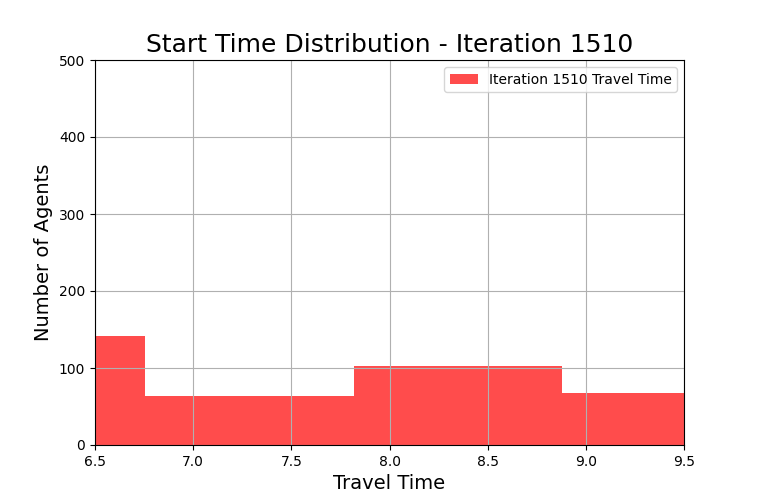 Start Time Distribution - Iteration 1510
Iteration 1510 Travel Time
Number of Agents
500
400
300
200
100
0
6.5 7.0 7.5 8.0 8.5 9.0 9.5
Travel Time